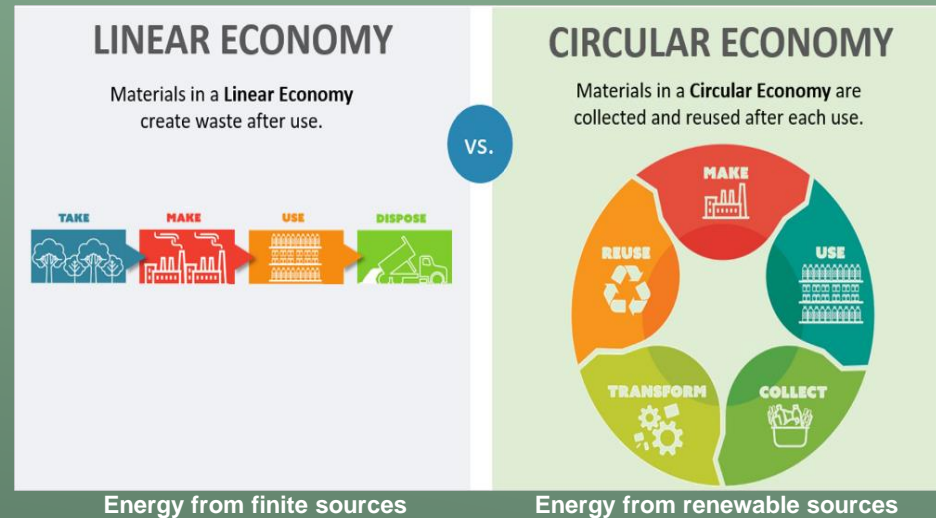 LINEAR ECONOMY
Materials in a Linear Economy
create waste after use.
TAKE
MAKE
USE
DISPOSE
Energy from finite sources
vs.
CIRCULAR ECONOMY
Materials in a Circular Economy are
collected and reused after each use.
MAKE
USE
COLLECT
TRANSFORM
REUSE
Energy from renewable sources